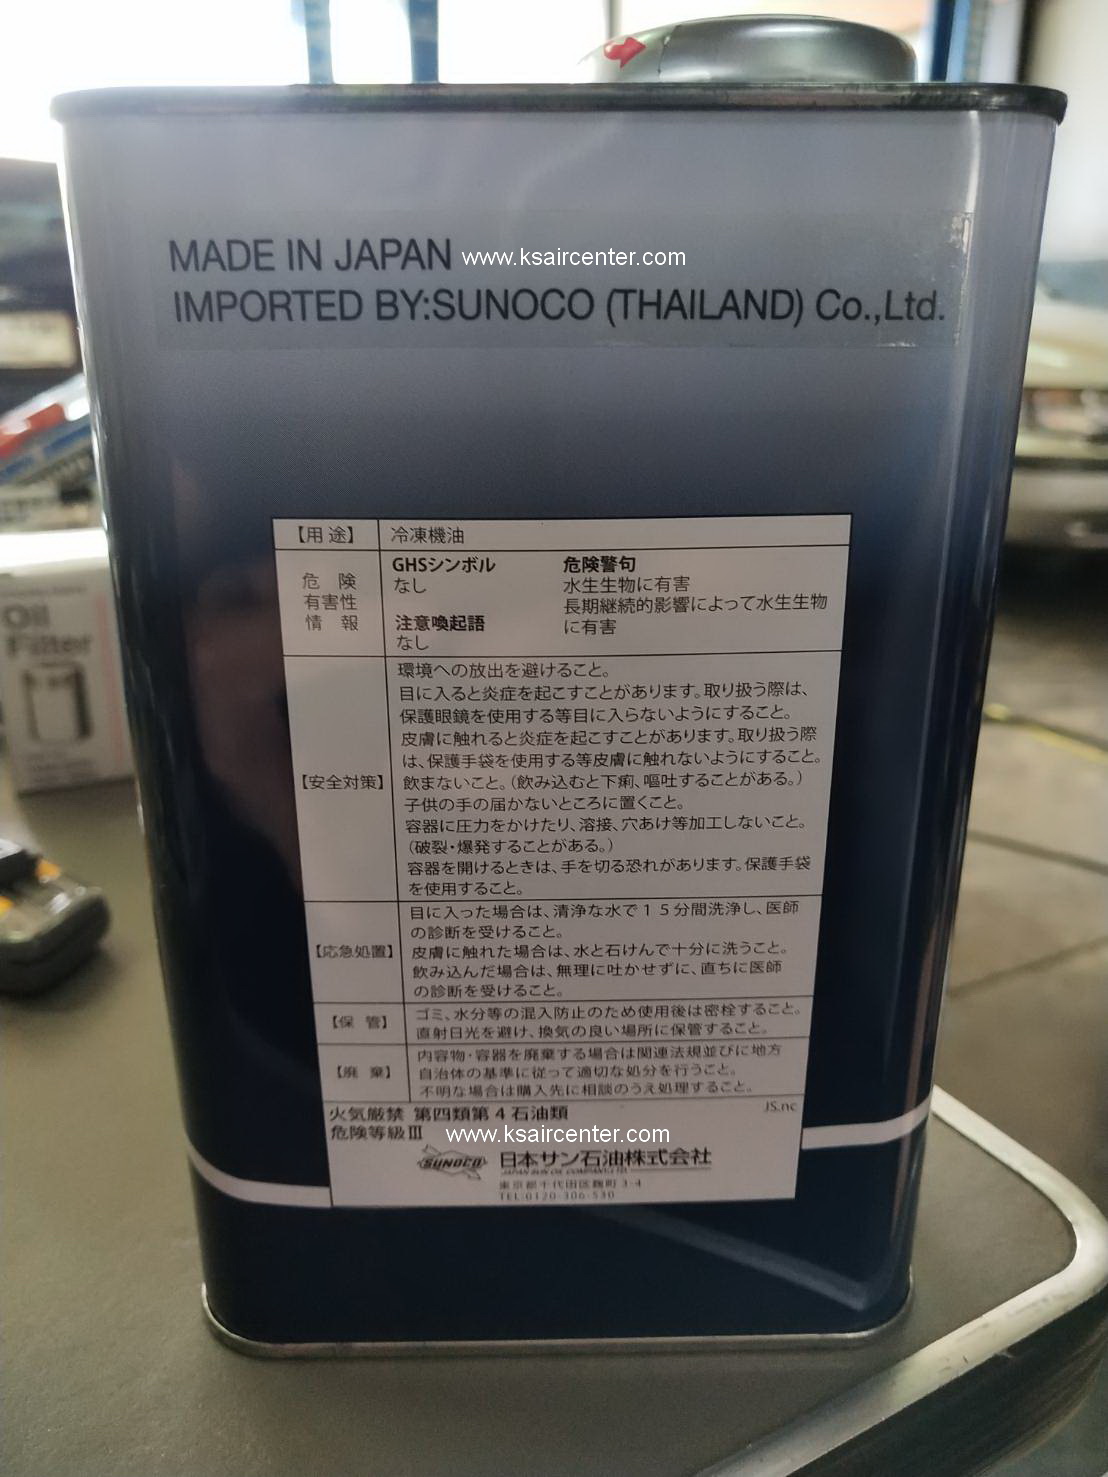 MADE IN JAPAN
www.ksaircenter.com
IMPORTED BY:SUNOCO (THAILAND) Co.,Ltd.
【用 途】 冷凍機油
危 険
有害性
情 報
GHSシンボル
なし
注意喚起語
なし
危険警句
水生生物に有害
長期継続的影響によって水生生物
に有害
【安全対策】
環境への放出を避けること。
目に入ると炎症を起こすことがあります。取り扱う際は、
保護眼鏡を使用する等目に入らないようにすること。
皮膚に触れると炎症を起こすことがあります。取り扱う際
は、保護手袋を使用する等皮膚に触れないようにすること。
飲まないこと。（飲み込むと下痢、嘔吐することがある。）
子供の手の届かないところに置くこと。
容器に圧力をかけたり、溶接、穴あけ等加工しないこと。
（破裂・爆発することがある。）
容器を開けるときは、手を切る恐れがあります。保護手袋
を使用すること。
【応急処置】
目に入った場合は、清浄な水で１５分間洗浄し、医師
の診断を受けること。
皮膚に触れた場合は、水と石けんで十分に洗うこと。
飲み込んだ場合は、無理に吐かせずに、直ちに医師
の診断を受けること。
【保 管】
ゴミ、水分等の混入防止のため使用後は密栓すること。
直射日光を避け、換気の良い場所に保管すること。
【廃 棄】
内容物・容器を廃棄する場合は関連法規並びに地方
自治体の基準に従って適切な処分を行うこと。
不明な場合は購入先に相談のうえ処理すること。
火気厳禁 第四類第４石油類
JS.nc
危険等級Ⅲ
www.ksaircenter.com
SUNOCO
日本サン石油株式会社
JAPAN SUN OIL COMPANY, LTD.
東京都千代田区麹町 3-4
TEL:0120-306-530
Oil
Filter